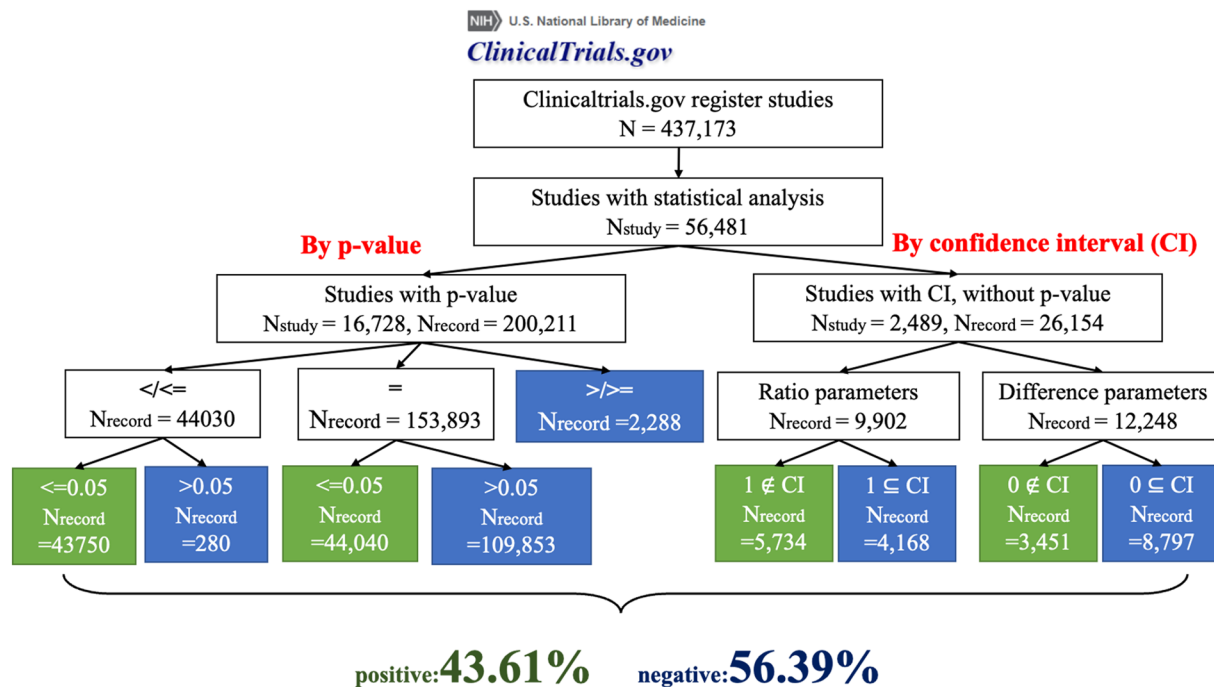 NIH U.S. National Library of Medicine
ClinicalTrials.gov
Clinicaltrials.gov register studies
N = 437,173
Studies with statistical analysis
Nstudy = 56,481
By p-value
By confidence interval (CI)
Studies with p-value
Nstudy = 16,728, Nrecord = 200,211
Studies with CI, without p-value
Nstudy = 2,489, Nrecord = 26,154
</<=
Nrecord = 44030
=
Nrecord = 153,893
>/>=
Nrecord =2,288
Ratio parameters
Nrecord = 9,902
Difference parameters
Nrecord = 12,248
<=0.05
Nrecord
=43750
>0.05
Nrecord
=280
<=0.05
Nrecord
=44,040
>0.05
Nrecord
=109,853
1 ∉ CI
Nrecord
=5,734
1 ⊆ CI
Nrecord
=4,168
0 ∉ CI
Nrecord
=3,451
0 ⊆ CI
Nrecord
=8,797
positive:43.61% negative:56.39%